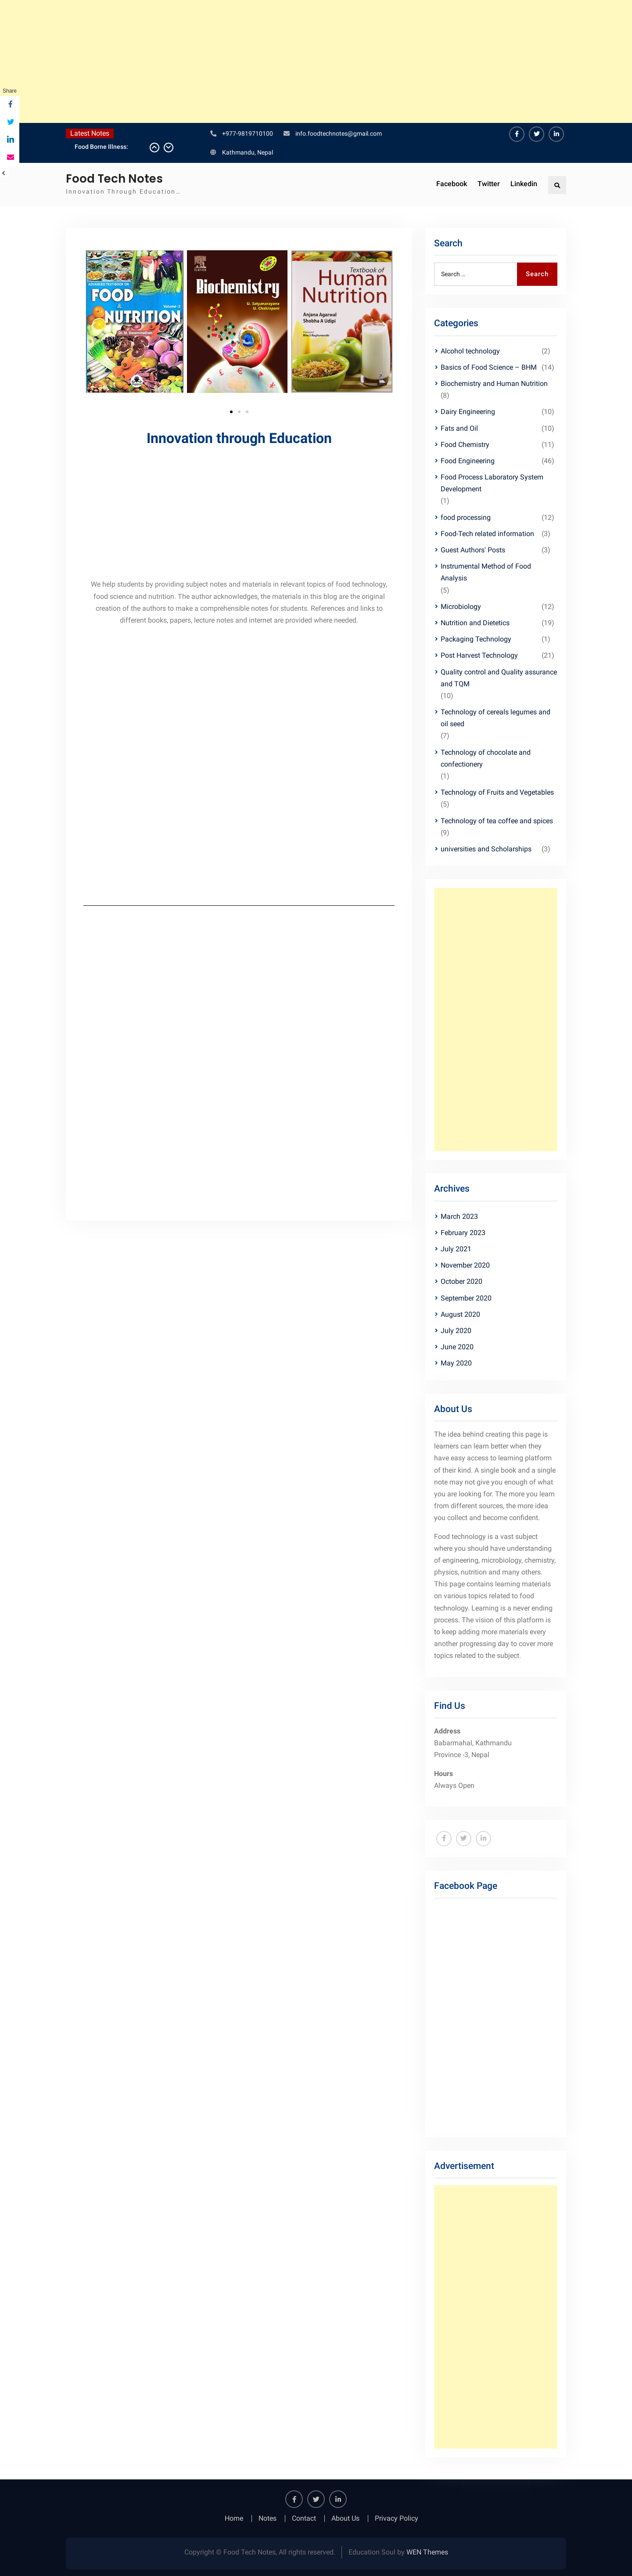 Share
Latest Notes
Food Borne Illness:
+977-9819710100
info.foodtechnotes@gmail.com
Kathmandu, Nepal
Food Tech Notes
Innovation Through Education…
Facebook
Twitter
Linkedin
FOOD
& NUTRITION
Biochemistry
U. Satyanarayana
U. Chakrapani
Textbook of
Human
Nutrition
Anjana Agarwal
Shobha A Udipi
Innovation through Education
We help students by providing subject notes and materials in relevant topics of food technology,
food science and nutrition. The author acknowledges, the materials in this blog are the original
creation of the authors to make a comprehensible notes for students. References and links to
different books, papers, lecture notes and internet are provided where needed.
Search
Search …
Search
Categories
Alcohol technology (2)
Basics of Food Science – BHM (14)
Biochemistry and Human Nutrition
(8)
Dairy Engineering (10)
Fats and Oil (10)
Food Chemistry (11)
Food Engineering (46)
Food Process Laboratory System
Development
(1)
food processing (12)
Food-Tech related information (3)
Guest Authors' Posts (3)
Instrumental Method of Food
Analysis
(5)
Microbiology (12)
Nutrition and Dietetics (19)
Packaging Technology (1)
Post Harvest Technology (21)
Quality control and Quality assurance
and TQM
(10)
Technology of cereals legumes and
oil seed
(7)
Technology of chocolate and
confectionery
(1)
Technology of Fruits and Vegetables
(5)
Technology of tea coffee and spices
(9)
universities and Scholarships (3)
Archives
March 2023
February 2023
July 2021
November 2020
October 2020
September 2020
August 2020
July 2020
June 2020
May 2020
About Us
The idea behind creating this page is
learners can learn better when they
have easy access to learning platform
of their kind. A single book and a single
note may not give you enough of what
you are looking for. The more you learn
from different sources, the more idea
you collect and become confident.
Food technology is a vast subject
where you should have understanding
of engineering, microbiology, chemistry,
physics, nutrition and many others.
This page contains learning materials
on various topics related to food
technology. Learning is a never ending
process. The vision of this platform is
to keep adding more materials every
another progressing day to cover more
topics related to the subject.
Find Us
Address
Babarmahal, Kathmandu
Province -3, Nepal
Hours
Always Open
Facebook Page
Advertisement
Home
Notes
Contact
About Us
Privacy Policy
Copyright © Food Tech Notes, All rights reserved.
Education Soul by WEN Themes